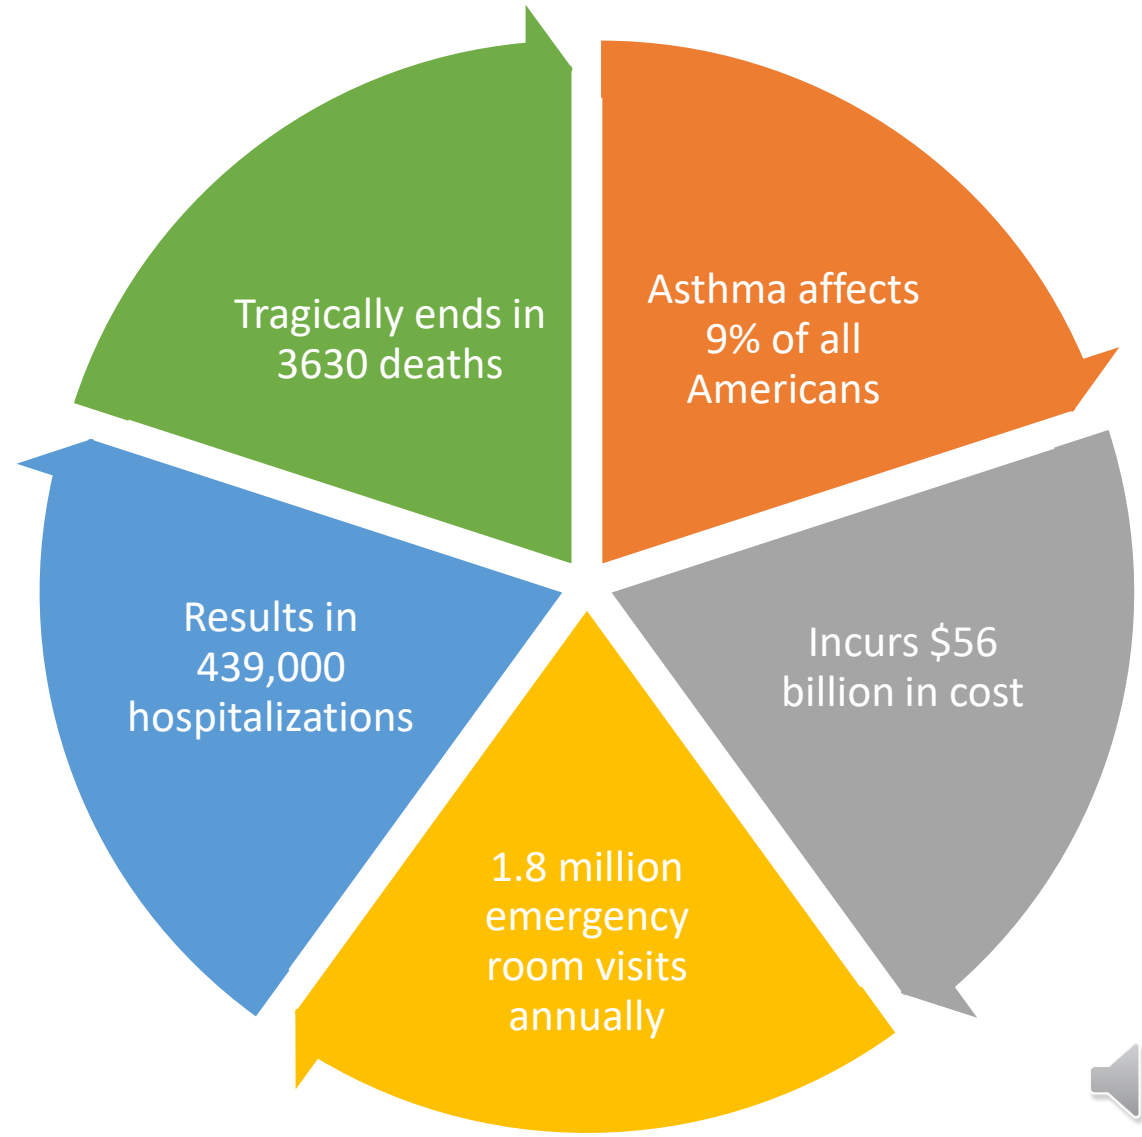 Asthma affects
9% of all
Americans
Incurs $56
billion in cost
1.8 million
emergency
room visits
annually
Results in
439,000
hospitalizations
Tragically ends in
3630 deaths